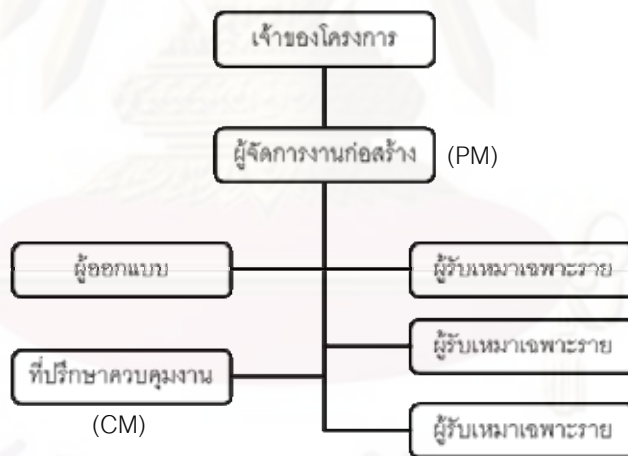 เจ้าของโครงการ
ผู้จัดการงานก่อสร้าง (PM)
ผู้ออกแบบ
ผู้รับเหมาเฉพาะราย
ผู้รับเหมาเฉพาะราย
ที่ปรึกษาควบคุมงาน
(CM)
ผู้รับเหมาเฉพาะราย